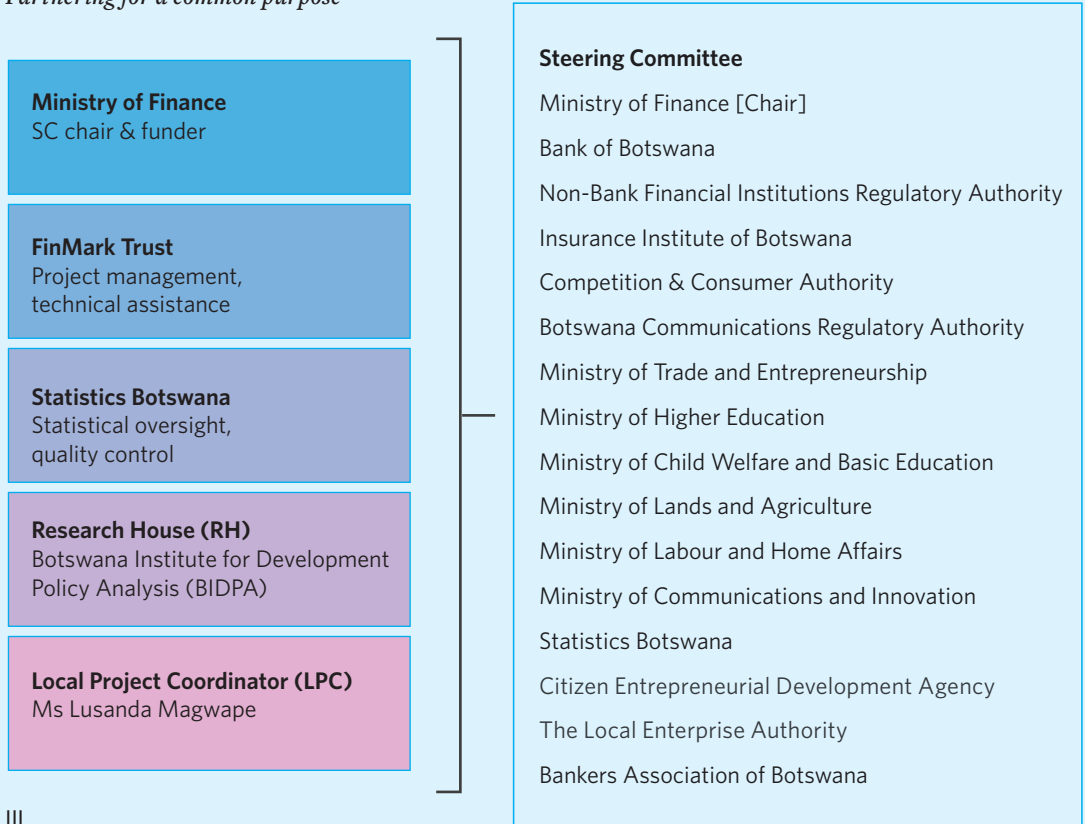 Partnering for a common purpose
Ministry of Finance
SC chair & funder
FinMark Trust
Project management,
technical assistance
Statistics Botswana
Statistical oversight,
quality control
Research House (RH)
Botswana Institute for Development
Policy Analysis (BIDPA)
Local Project Coordinator (LPC)
Ms Lusanda Magwape
Steering Committee
Ministry of Finance [Chair]
Bank of Botswana
Non-Bank Financial Institutions Regulatory Authority
Insurance Institute of Botswana
Competition & Consumer Authority
Botswana Communications Regulatory Authority
Ministry of Trade and Entrepreneurship
Ministry of Higher Education
Ministry of Child Welfare and Basic Education
Ministry of Lands and Agriculture
Ministry of Labour and Home Affairs
Ministry of Communications and Innovation
Statistics Botswana
Citizen Entrepreneurial Development Agency
The Local Enterprise Authority
Bankers Association of Botswana
III